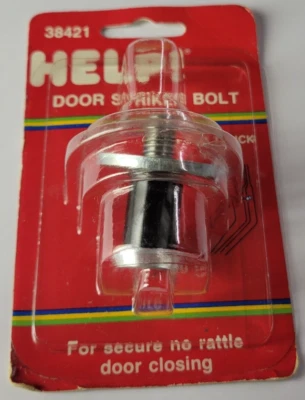 38421
HELP!
DOOR STRIKER BOLT
For secure no rattle
door closing